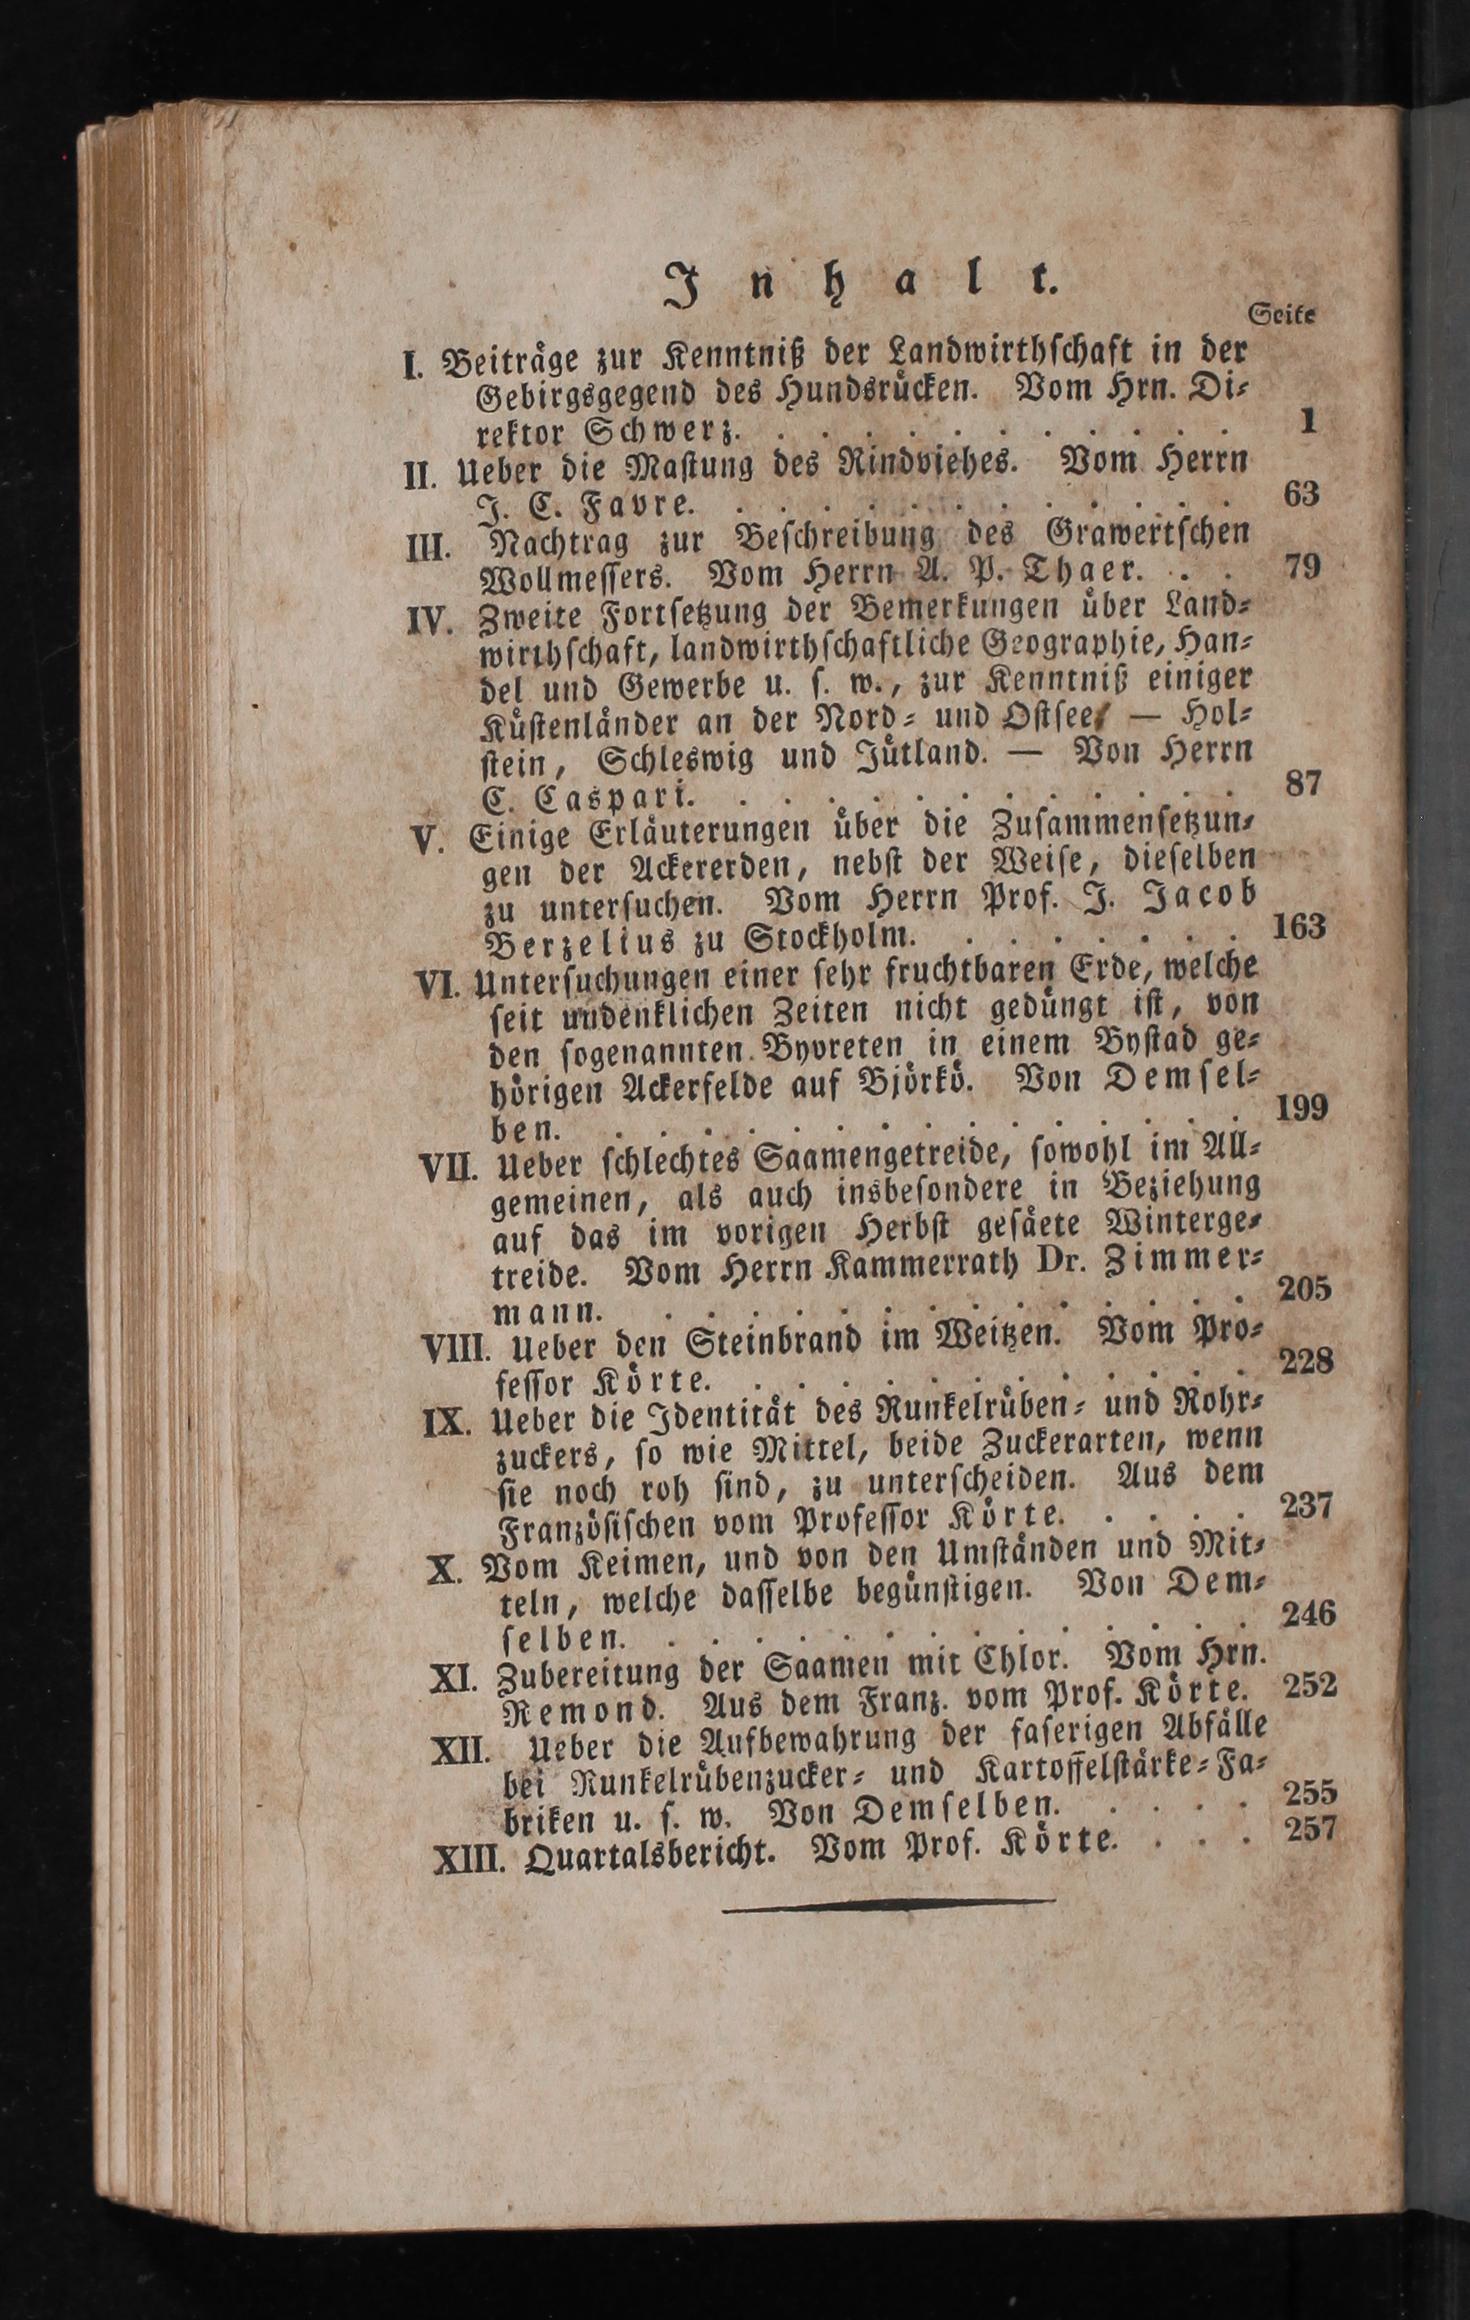 Inhalt.
Seite
I. Beiträge zur Kenntniß der Landwirthschaft in der
Gebirgsgegend des Hundsrücken. Vom Hrn. Di-
rektor Schwerz. . . . . . . . . . . . 1
II. Ueber die Mastung des Rindviehes. Vom Herrn
J. C. Favre. . . . . . . . . . . . . 63
III. Nachtrag zur Beschreibung des Grawertschen
Wollmessers. Vom Herrn A. P. Thaer. . . 79
IV. Zweite Fortsetzung der Bemerkungen über Land-
wirthschaft, landwirthschaftliche Geographie, Han-
del und Gewerbe u. s. w., zur Kenntniß einiger
Küstenländer an der Nord- und Ostsee, — Hol-
stein, Schleswig und Jütland. — Von Herrn
C. Caspari. . . . . . . . . . . . . 87
V. Einige Erläuterungen über die Zusammensetzun-
gen der Ackererden, nebst der Weise, dieselben
zu untersuchen. Vom Herrn Prof. J. Jacob
Berzelius zu Stockholm. . . . . . . . 163
VI. Untersuchungen einer sehr fruchtbaren Erde, welche
seit undenklichen Zeiten nicht gedüngt ist, von
den sogenannten Byvreten in einem Bystad ge-
hörigen Ackerfelde auf Björkö. Von Demsel-
ben. . . . . . . . . . . . . . . . 199
VII. Ueber schlechtes Saamengetreide, sowohl im All-
gemeinen, als auch insbesondere in Beziehung
auf das im vorigen Herbst gesäete Winterge-
treide. Vom Herrn Kammerrath Dr. Zimmer-
mann. . . . . . . . . . . . . . . 205
VIII. Ueber den Steinbrand im Weitzen. Vom Pro-
fessor Körte. . . . . . . . . . . . . 228
IX. Ueber die Identität des Runkelrüben- und Rohr-
zuckers, so wie Mittel, beide Zuckerarten, wenn
sie noch roh sind, zu unterscheiden. Aus dem
Französischen vom Professor Körte. . . . . 237
X. Vom Keimen, und von den Umständen und Mit-
teln, welche dasselbe begünstigen. Von Dem-
selben. . . . . . . . . . . . . . . 246
XI. Zubereitung der Saamen mit Chlor. Vom Hrn.
Remond. Aus dem Franz. vom Prof. Körte. 252
XII. Ueber die Aufbewahrung der faserigen Abfälle
bei Runkelrübenzucker- und Kartoffelstärke-Fa-
briken u. s. w. Von Demselben. . . . . 255
XIII. Quartalsbericht. Vom Prof. Körte. . . . 257